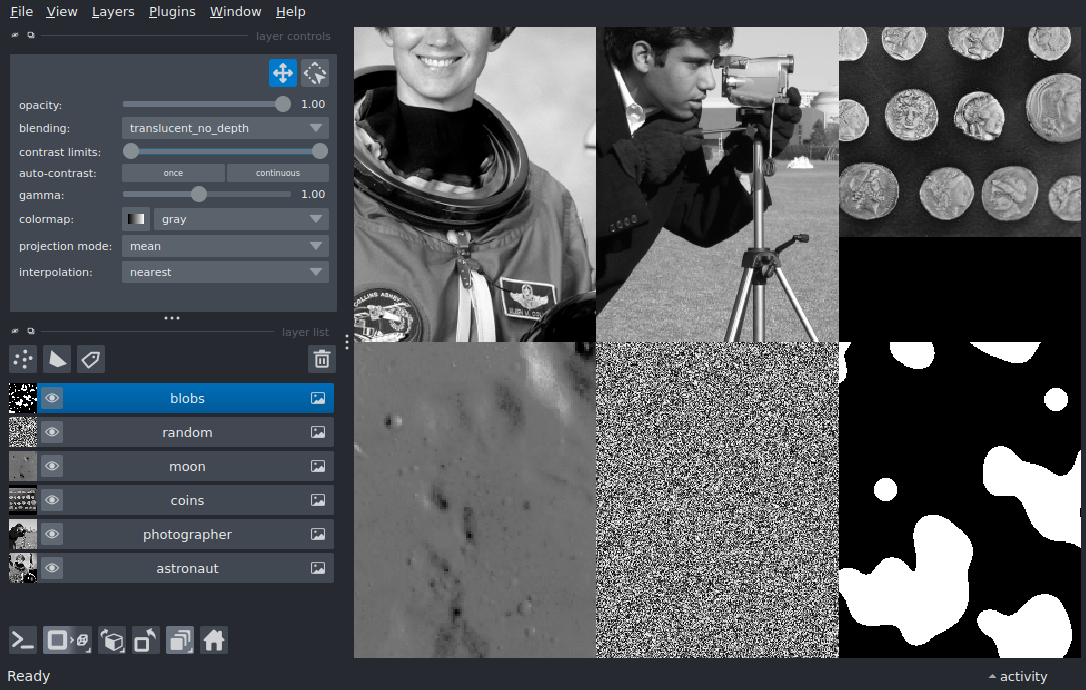 File View Layers Plugins Window Help
layer controls
opacity: 1.00
blending: translucent_no_depth
contrast limits:
auto-contrast: once continuous
gamma: 1.00
colormap: gray
projection mode: mean
interpolation: nearest
layer list
blobs
random
moon
coins
photographer
astronaut
Ready
activity